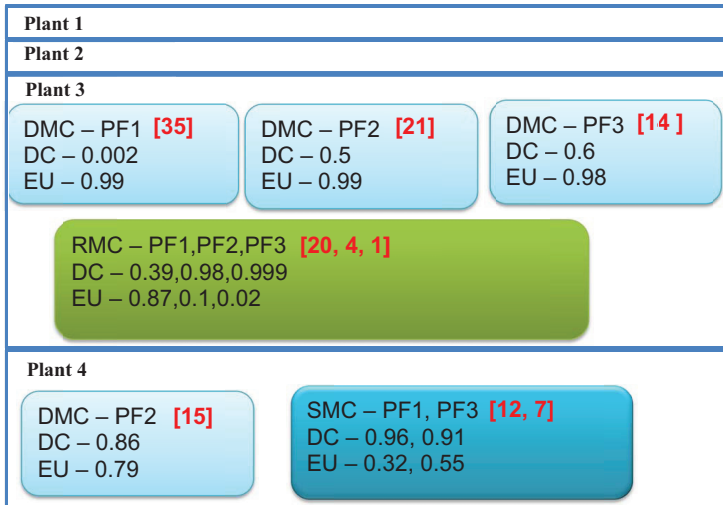 Plant 1
Plant 2
Plant 3
DMC – PF1 [35]
DC – 0.002
EU – 0.99
DMC – PF2 [21]
DC – 0.5
EU – 0.99
DMC – PF3 [14 ]
DC – 0.6
EU – 0.98
RMC – PF1,PF2,PF3 [20, 4, 1]
DC – 0.39,0.98,0.999
EU – 0.87,0.1,0.02
Plant 4
DMC – PF2 [15]
DC – 0.86
EU – 0.79
SMC – PF1, PF3 [12, 7]
DC – 0.96, 0.91
EU – 0.32, 0.55